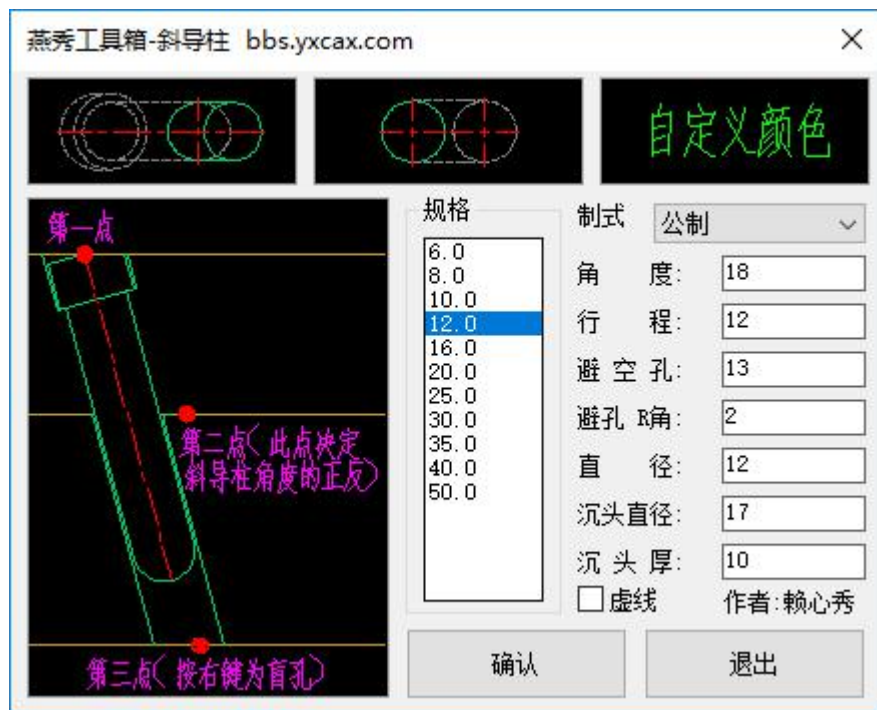 燕秀工具箱-斜导柱 bbs.yxcax.com
自定义颜色
第一点
第二点(此点决定
斜导柱角度的正反)
第三点(按右键为盲孔)
规格
6.0
8.0
10.0
12.0
16.0
20.0
25.0
30.0
35.0
40.0
50.0
制式 公制
角 度: 18
行 程: 12
避 空 孔: 13
避孔 R角: 2
直 径: 12
沉头直径: 17
沉 头 厚: 10
虚线 作者:赖心秀
确认 退出